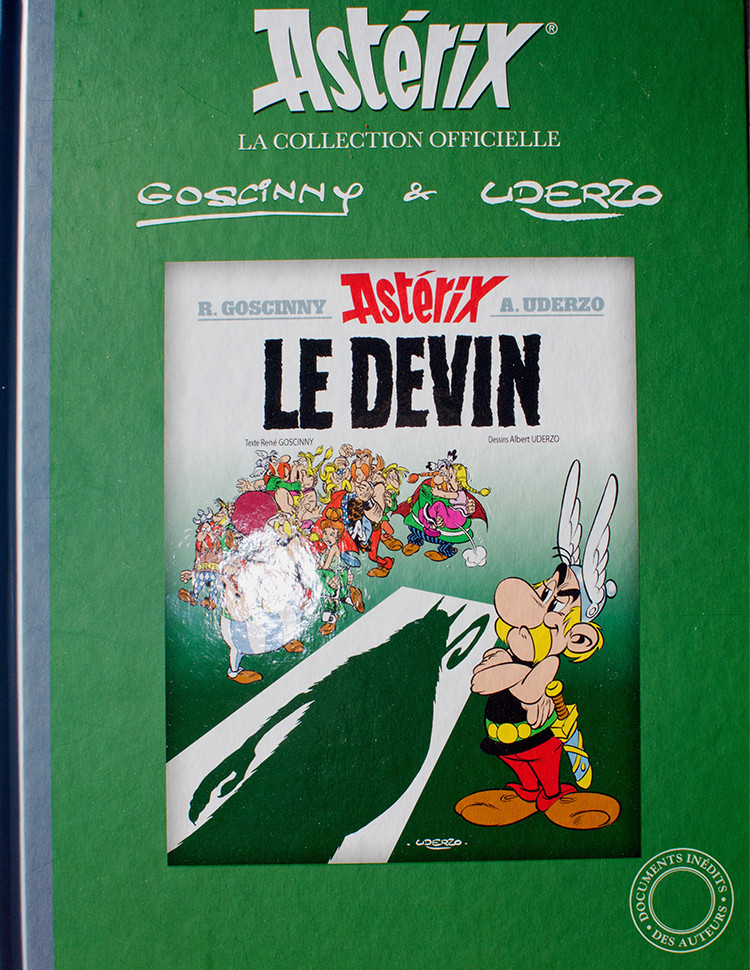 Astérix®
LA COLLECTION OFFICIELLE
GOSCINNY & UDERZO
R. GOSCINNY Astérix A. UDERZO
LE DEVIN
Texte René GOSCINNY Dessins Albert UDERZO
· UDERZO ·
DOCUMENTS INÉDITS
· DES AUTEURS ·